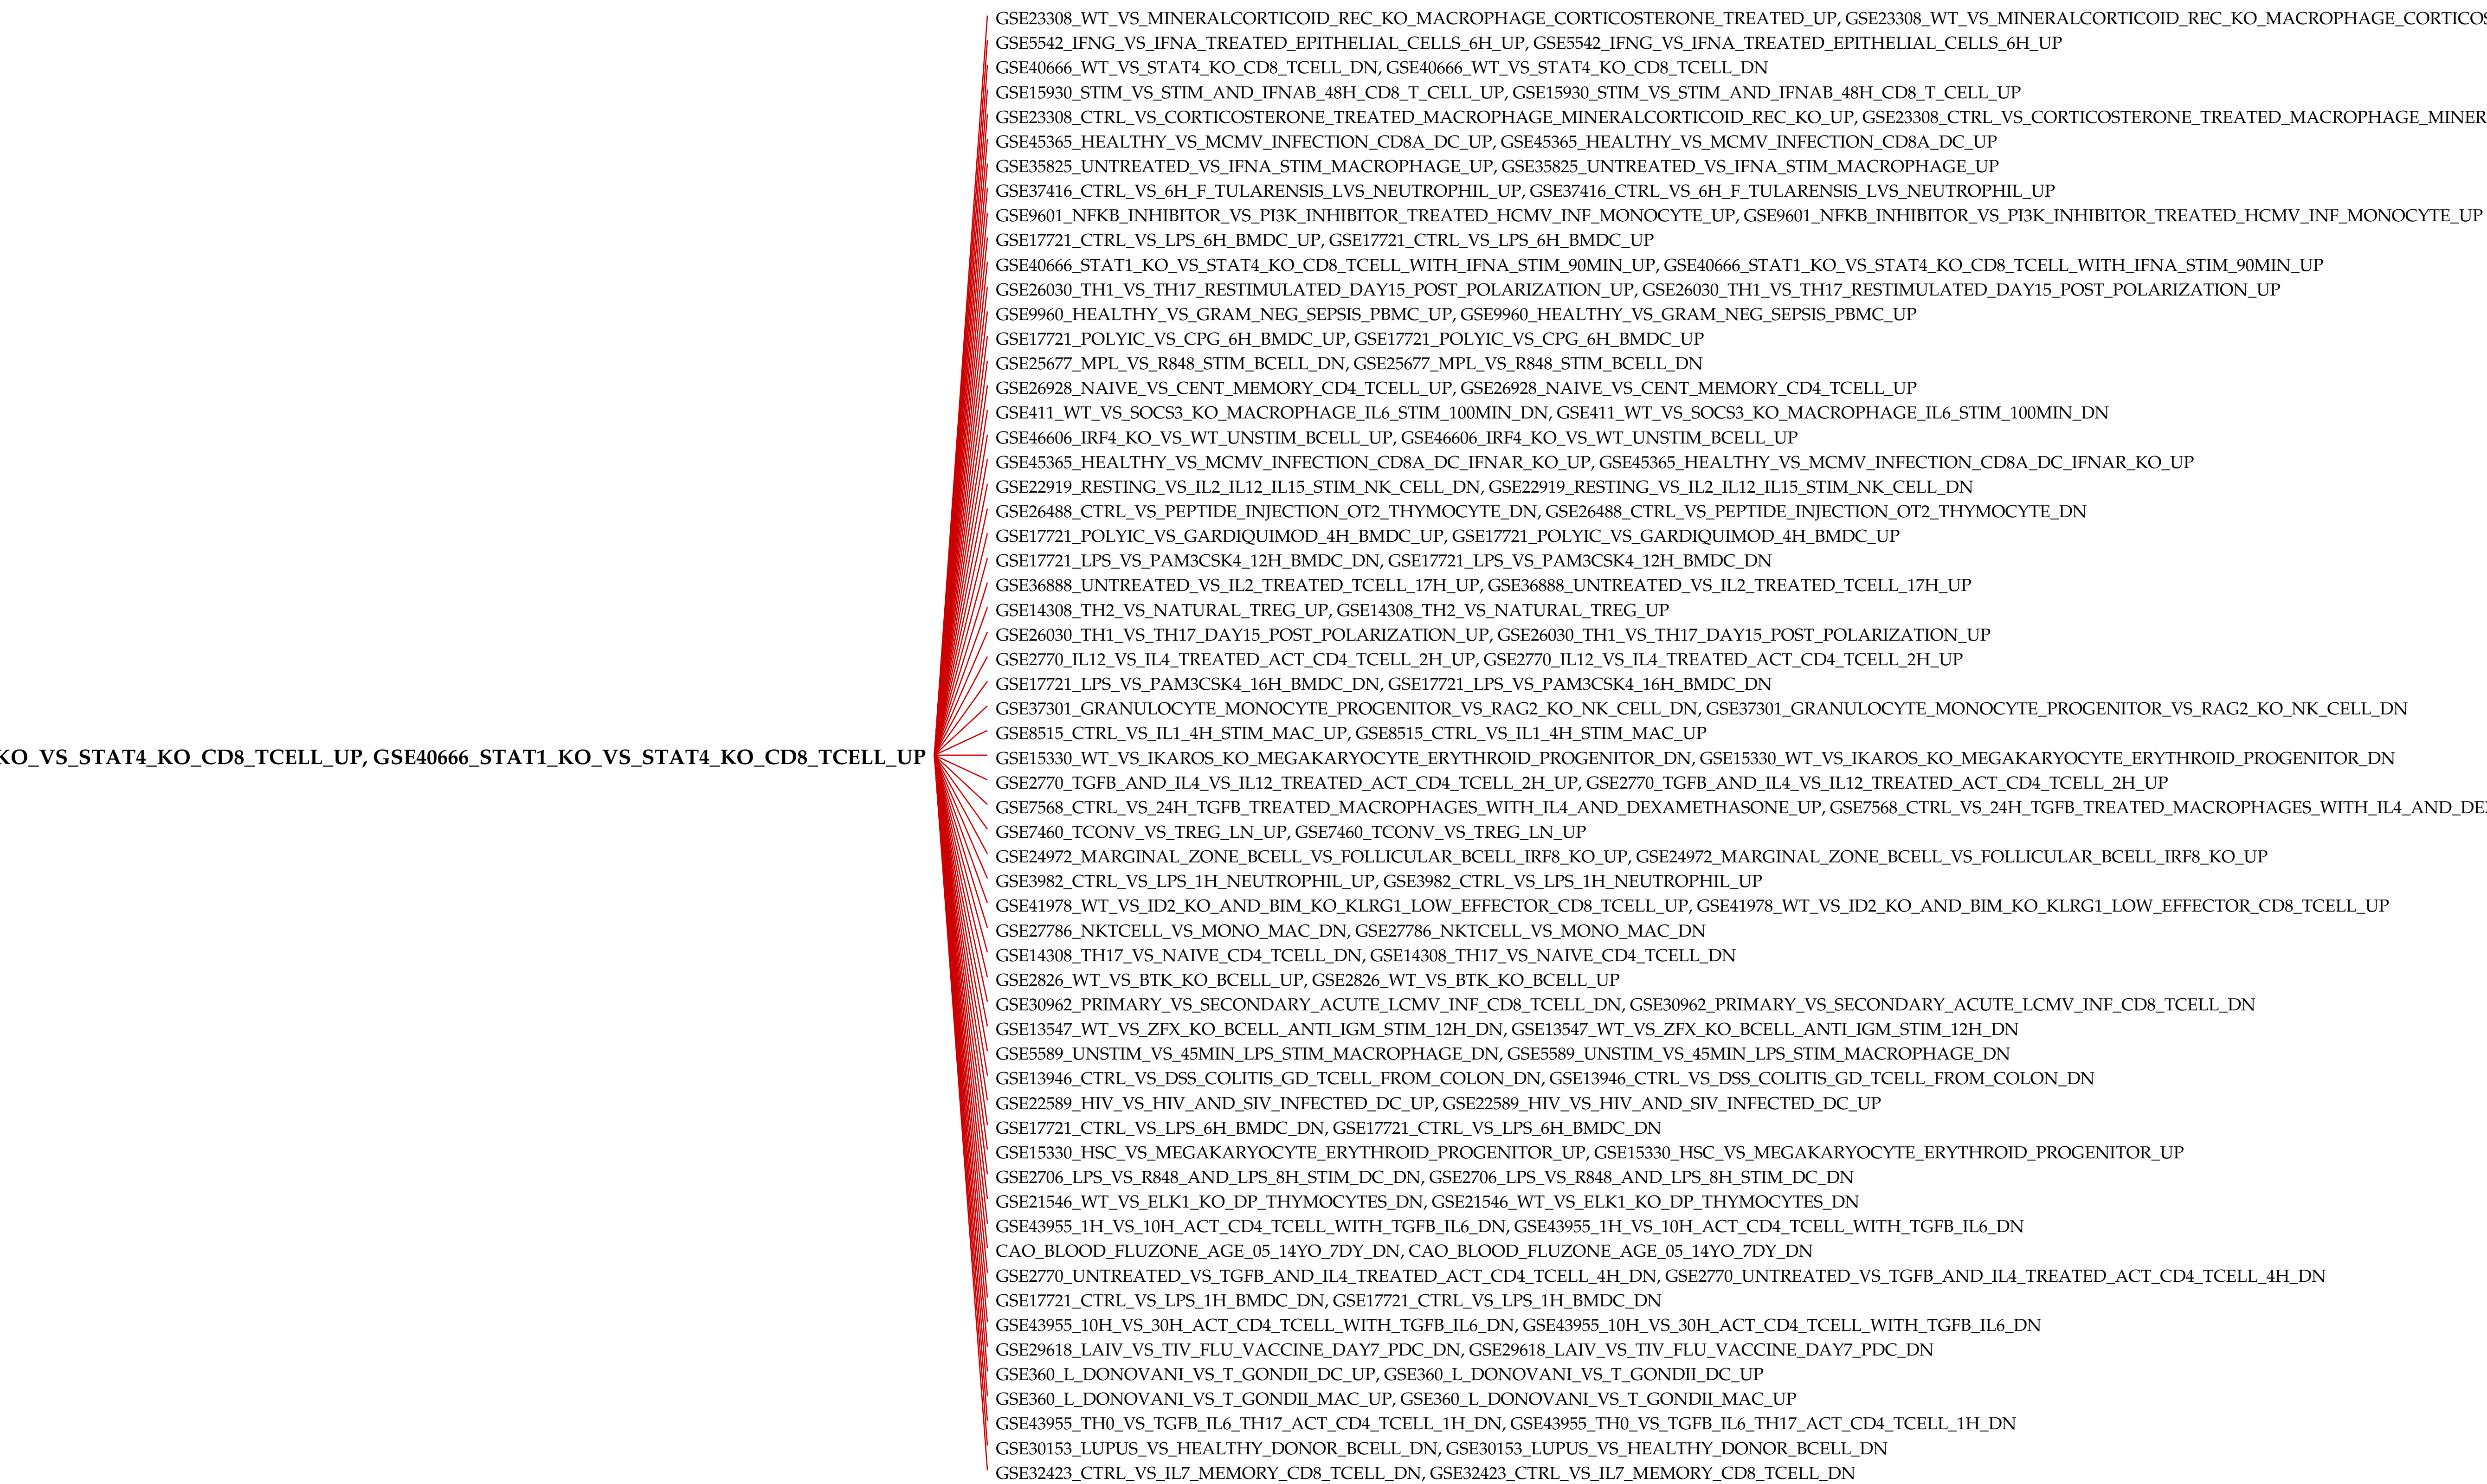 GSE23308_WT_VS_MINERALCORTICOID_REC_KO_MACROPHAGE_CORTICOSTERONE_TREATED_UP, GSE23308_WT_VS_MINERALCORTICOID_REC_KO_MACROPHAGE_CORTICOS
GSE5542_IFNG_VS_IFNA_TREATED_EPITHELIAL_CELLS_6H_UP, GSE5542_IFNG_VS_IFNA_TREATED_EPITHELIAL_CELLS_6H_UP
GSE40666_WT_VS_STAT4_KO_CD8_TCELL_DN, GSE40666_WT_VS_STAT4_KO_CD8_TCELL_DN
GSE15930_STIM_VS_STIM_AND_IFNAB_48H_CD8_T_CELL_UP, GSE15930_STIM_VS_STIM_AND_IFNAB_48H_CD8_T_CELL_UP
GSE23308_CTRL_VS_CORTICOSTERONE_TREATED_MACROPHAGE_MINERALCORTICOID_REC_KO_UP, GSE23308_CTRL_VS_CORTICOSTERONE_TREATED_MACROPHAGE_MINER
GSE45365_HEALTHY_VS_MCMV_INFECTION_CD8A_DC_UP, GSE45365_HEALTHY_VS_MCMV_INFECTION_CD8A_DC_UP
GSE35825_UNTREATED_VS_IFNA_STIM_MACROPHAGE_UP, GSE35825_UNTREATED_VS_IFNA_STIM_MACROPHAGE_UP
GSE37416_CTRL_VS_6H_F_TULARENSIS_LVS_NEUTROPHIL_UP, GSE37416_CTRL_VS_6H_F_TULARENSIS_LVS_NEUTROPHIL_UP
GSE9601_NFKB_INHIBITOR_VS_PI3K_INHIBITOR_TREATED_HCMV_INF_MONOCYTE_UP, GSE9601_NFKB_INHIBITOR_VS_PI3K_INHIBITOR_TREATED_HCMV_INF_MONOCYTE_UP
GSE17721_CTRL_VS_LPS_6H_BMDC_UP, GSE17721_CTRL_VS_LPS_6H_BMDC_UP
GSE40666_STAT1_KO_VS_STAT4_KO_CD8_TCELL_WITH_IFNA_STIM_90MIN_UP, GSE40666_STAT1_KO_VS_STAT4_KO_CD8_TCELL_WITH_IFNA_STIM_90MIN_UP
GSE26030_TH1_VS_TH17_RESTIMULATED_DAY15_POST_POLARIZATION_UP, GSE26030_TH1_VS_TH17_RESTIMULATED_DAY15_POST_POLARIZATION_UP
GSE9960_HEALTHY_VS_GRAM_NEG_SEPSIS_PBMC_UP, GSE9960_HEALTHY_VS_GRAM_NEG_SEPSIS_PBMC_UP
GSE17721_POLYIC_VS_CPG_6H_BMDC_UP, GSE17721_POLYIC_VS_CPG_6H_BMDC_UP
GSE25677_MPL_VS_R848_STIM_BCELL_DN, GSE25677_MPL_VS_R848_STIM_BCELL_DN
GSE26928_NAIVE_VS_CENT_MEMORY_CD4_TCELL_UP, GSE26928_NAIVE_VS_CENT_MEMORY_CD4_TCELL_UP
GSE411_WT_VS_SOCS3_KO_MACROPHAGE_IL6_STIM_100MIN_DN, GSE411_WT_VS_SOCS3_KO_MACROPHAGE_IL6_STIM_100MIN_DN
GSE46606_IRF4_KO_VS_WT_UNSTIM_BCELL_UP, GSE46606_IRF4_KO_VS_WT_UNSTIM_BCELL_UP
GSE45365_HEALTHY_VS_MCMV_INFECTION_CD8A_DC_IFNAR_KO_UP, GSE45365_HEALTHY_VS_MCMV_INFECTION_CD8A_DC_IFNAR_KO_UP
GSE22919_RESTING_VS_IL2_IL12_IL15_STIM_NK_CELL_DN, GSE22919_RESTING_VS_IL2_IL12_IL15_STIM_NK_CELL_DN
GSE26488_CTRL_VS_PEPTIDE_INJECTION_OT2_THYMOCYTE_DN, GSE26488_CTRL_VS_PEPTIDE_INJECTION_OT2_THYMOCYTE_DN
GSE17721_POLYIC_VS_GARDIQUIMOD_4H_BMDC_UP, GSE17721_POLYIC_VS_GARDIQUIMOD_4H_BMDC_UP
GSE17721_LPS_VS_PAM3CSK4_12H_BMDC_DN, GSE17721_LPS_VS_PAM3CSK4_12H_BMDC_DN
GSE36888_UNTREATED_VS_IL2_TREATED_TCELL_17H_UP, GSE36888_UNTREATED_VS_IL2_TREATED_TCELL_17H_UP
GSE14308_TH2_VS_NATURAL_TREG_UP, GSE14308_TH2_VS_NATURAL_TREG_UP
GSE26030_TH1_VS_TH17_DAY15_POST_POLARIZATION_UP, GSE26030_TH1_VS_TH17_DAY15_POST_POLARIZATION_UP
GSE2770_IL12_VS_IL4_TREATED_ACT_CD4_TCELL_2H_UP, GSE2770_IL12_VS_IL4_TREATED_ACT_CD4_TCELL_2H_UP
GSE17721_LPS_VS_PAM3CSK4_16H_BMDC_DN, GSE17721_LPS_VS_PAM3CSK4_16H_BMDC_DN
GSE37301_GRANULOCYTE_MONOCYTE_PROGENITOR_VS_RAG2_KO_NK_CELL_DN, GSE37301_GRANULOCYTE_MONOCYTE_PROGENITOR_VS_RAG2_KO_NK_CELL_DN
GSE8515_CTRL_VS_IL1_4H_STIM_MAC_UP, GSE8515_CTRL_VS_IL1_4H_STIM_MAC_UP
KO_VS_STAT4_KO_CD8_TCELL_UP, GSE40666_STAT1_KO_VS_STAT4_KO_CD8_TCELL_UP
GSE15330_WT_VS_IKAROS_KO_MEGAKARYOCYTE_ERYTHROID_PROGENITOR_DN, GSE15330_WT_VS_IKAROS_KO_MEGAKARYOCYTE_ERYTHROID_PROGENITOR_DN
GSE2770_TGFB_AND_IL4_VS_IL12_TREATED_ACT_CD4_TCELL_2H_UP, GSE2770_TGFB_AND_IL4_VS_IL12_TREATED_ACT_CD4_TCELL_2H_UP
GSE7568_CTRL_VS_24H_TGFB_TREATED_MACROPHAGES_WITH_IL4_AND_DEXAMETHASONE_UP, GSE7568_CTRL_VS_24H_TGFB_TREATED_MACROPHAGES_WITH_IL4_AND_DEX
GSE7460_TCONV_VS_TREG_LN_UP, GSE7460_TCONV_VS_TREG_LN_UP
GSE24972_MARGINAL_ZONE_BCELL_VS_FOLLICULAR_BCELL_IRF8_KO_UP, GSE24972_MARGINAL_ZONE_BCELL_VS_FOLLICULAR_BCELL_IRF8_KO_UP
GSE3982_CTRL_VS_LPS_1H_NEUTROPHIL_UP, GSE3982_CTRL_VS_LPS_1H_NEUTROPHIL_UP
GSE41978_WT_VS_ID2_KO_AND_BIM_KO_KLRG1_LOW_EFFECTOR_CD8_TCELL_UP, GSE41978_WT_VS_ID2_KO_AND_BIM_KO_KLRG1_LOW_EFFECTOR_CD8_TCELL_UP
GSE27786_NKTCELL_VS_MONO_MAC_DN, GSE27786_NKTCELL_VS_MONO_MAC_DN
GSE14308_TH17_VS_NAIVE_CD4_TCELL_DN, GSE14308_TH17_VS_NAIVE_CD4_TCELL_DN
GSE2826_WT_VS_BTK_KO_BCELL_UP, GSE2826_WT_VS_BTK_KO_BCELL_UP
GSE30962_PRIMARY_VS_SECONDARY_ACUTE_LCMV_INF_CD8_TCELL_DN, GSE30962_PRIMARY_VS_SECONDARY_ACUTE_LCMV_INF_CD8_TCELL_DN
GSE13547_WT_VS_ZFX_KO_BCELL_ANTI_IGM_STIM_12H_DN, GSE13547_WT_VS_ZFX_KO_BCELL_ANTI_IGM_STIM_12H_DN
GSE5589_UNSTIM_VS_45MIN_LPS_STIM_MACROPHAGE_DN, GSE5589_UNSTIM_VS_45MIN_LPS_STIM_MACROPHAGE_DN
GSE13946_CTRL_VS_DSS_COLITIS_GD_TCELL_FROM_COLON_DN, GSE13946_CTRL_VS_DSS_COLITIS_GD_TCELL_FROM_COLON_DN
GSE22589_HIV_VS_HIV_AND_SIV_INFECTED_DC_UP, GSE22589_HIV_VS_HIV_AND_SIV_INFECTED_DC_UP
GSE17721_CTRL_VS_LPS_6H_BMDC_DN, GSE17721_CTRL_VS_LPS_6H_BMDC_DN
GSE15330_HSC_VS_MEGAKARYOCYTE_ERYTHROID_PROGENITOR_UP, GSE15330_HSC_VS_MEGAKARYOCYTE_ERYTHROID_PROGENITOR_UP
GSE2706_LPS_VS_R848_AND_LPS_8H_STIM_DC_DN, GSE2706_LPS_VS_R848_AND_LPS_8H_STIM_DC_DN
GSE21546_WT_VS_ELK1_KO_DP_THYMOCYTES_DN, GSE21546_WT_VS_ELK1_KO_DP_THYMOCYTES_DN
GSE43955_1H_VS_10H_ACT_CD4_TCELL_WITH_TGFB_IL6_DN, GSE43955_1H_VS_10H_ACT_CD4_TCELL_WITH_TGFB_IL6_DN
CAO_BLOOD_FLUZONE_AGE_05_14YO_7DY_DN, CAO_BLOOD_FLUZONE_AGE_05_14YO_7DY_DN
GSE2770_UNTREATED_VS_TGFB_AND_IL4_TREATED_ACT_CD4_TCELL_4H_DN, GSE2770_UNTREATED_VS_TGFB_AND_IL4_TREATED_ACT_CD4_TCELL_4H_DN
GSE17721_CTRL_VS_LPS_1H_BMDC_DN, GSE17721_CTRL_VS_LPS_1H_BMDC_DN
GSE43955_10H_VS_30H_ACT_CD4_TCELL_WITH_TGFB_IL6_DN, GSE43955_10H_VS_30H_ACT_CD4_TCELL_WITH_TGFB_IL6_DN
GSE29618_LAIV_VS_TIV_FLU_VACCINE_DAY7_PDC_DN, GSE29618_LAIV_VS_TIV_FLU_VACCINE_DAY7_PDC_DN
GSE360_L_DONOVANI_VS_T_GONDII_DC_UP, GSE360_L_DONOVANI_VS_T_GONDII_DC_UP
GSE360_L_DONOVANI_VS_T_GONDII_MAC_UP, GSE360_L_DONOVANI_VS_T_GONDII_MAC_UP
GSE43955_TH0_VS_TGFB_IL6_TH17_ACT_CD4_TCELL_1H_DN, GSE43955_TH0_VS_TGFB_IL6_TH17_ACT_CD4_TCELL_1H_DN
GSE30153_LUPUS_VS_HEALTHY_DONOR_BCELL_DN, GSE30153_LUPUS_VS_HEALTHY_DONOR_BCELL_DN
GSE32423_CTRL_VS_IL7_MEMORY_CD8_TCELL_DN, GSE32423_CTRL_VS_IL7_MEMORY_CD8_TCELL_DN